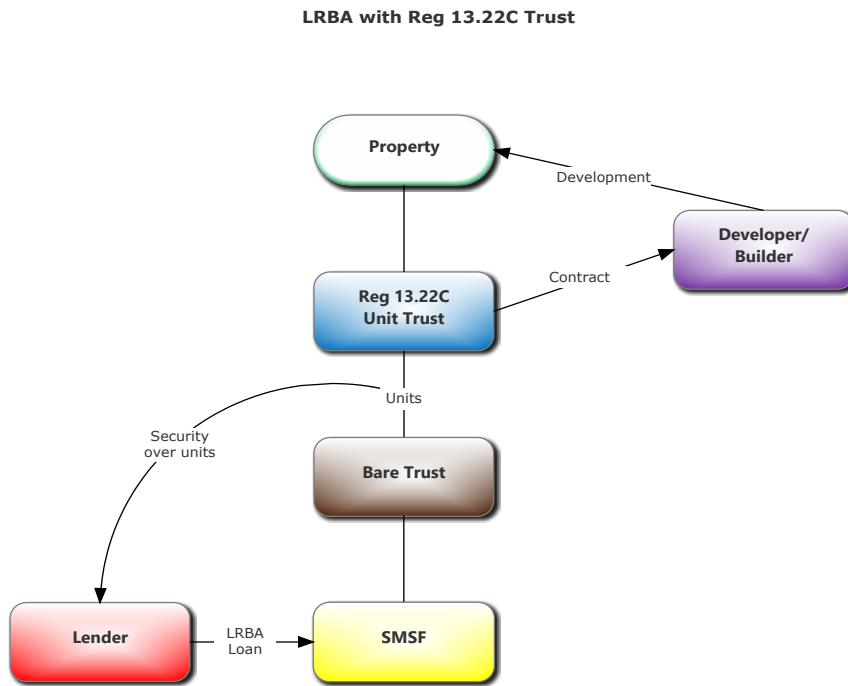 LRBA with Reg 13.22C Trust
Property
Development
Developer/
Builder
Contract
Reg 13.22C
Unit Trust
Units
Security
over units
Bare Trust
Lender
LRBA
Loan
SMSF